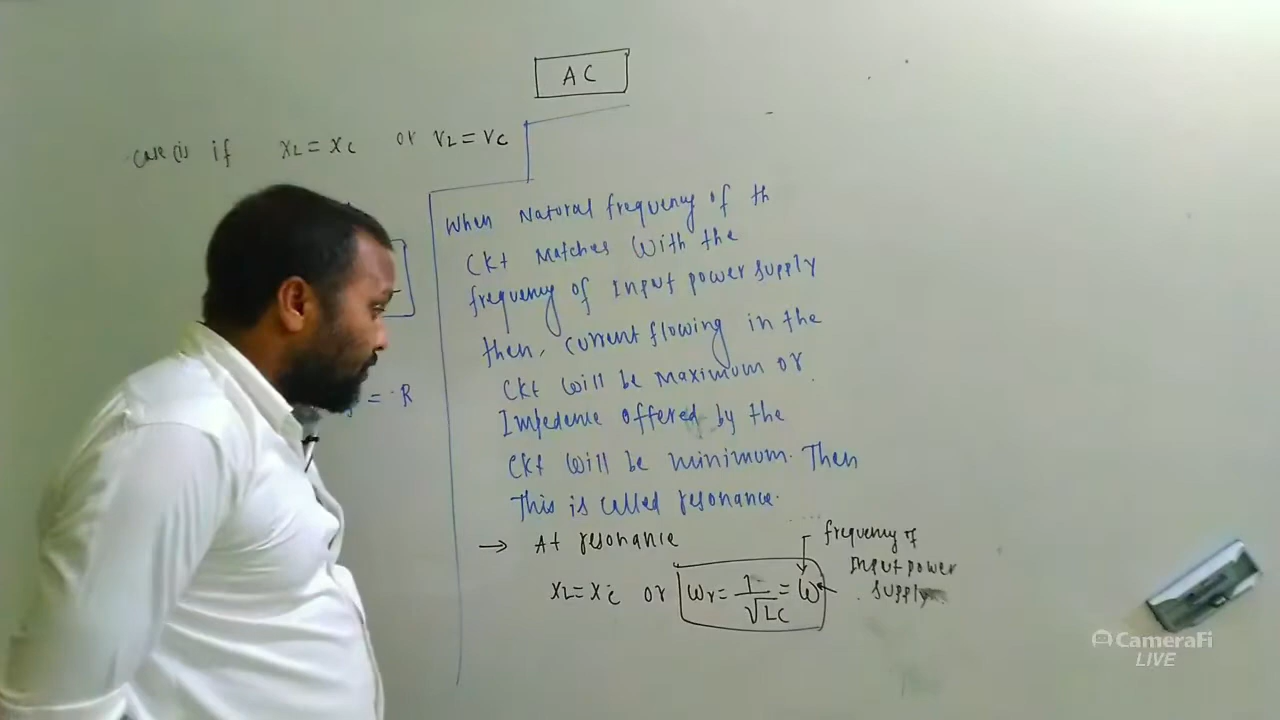 AC
case(i) if XL = XC or VL = VC
When Natural frequency of th
Ckt Matches With the
frequency of Input power supply
then, current flowing in the
Ckt Will be Maximum or
Impedence offered by the
Ckt Will be minimum. Then
This is called resonance.
= R
→ At resonance
XL = XC or ωr = 1/√LC = ω
frequency of
Input power
supply
CameraFi
LIVE